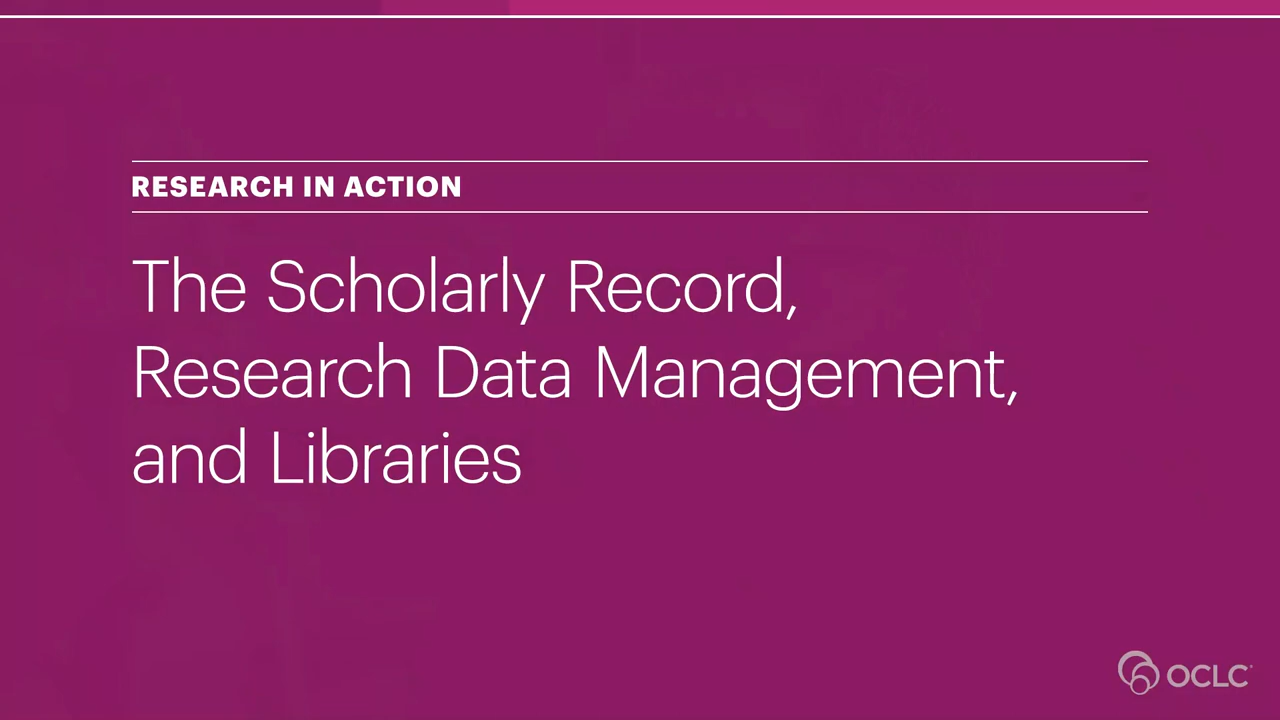 RESEARCH IN ACTION
The Scholarly Record,
Research Data Management,
and Libraries
OCLC